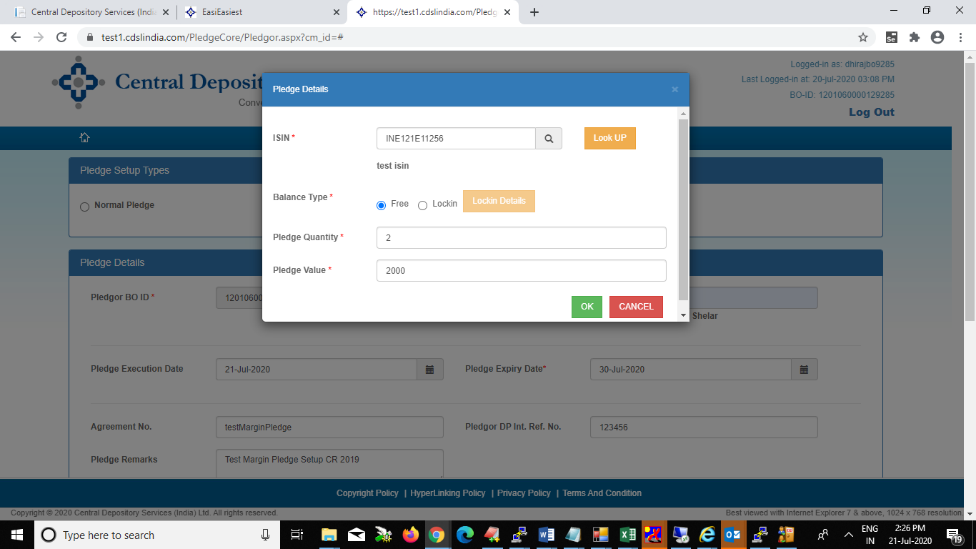 Central Depository Services (India
EasiEasiest
https://test1.cdslindia.com/Pledg
test1.cdslindia.com/PledgeCore/Pledgor.aspx?cm_id=#
Logged-in as: dhirajbo9285
Last Logged-in at: 20-jul-2020 03:08 PM
BO-ID: 1201060000129285
Log Out
Central Deposit
Conve
Pledge Details
ISIN *
INE121E11256
Look UP
test isin
Pledge Setup Types
Normal Pledge
Balance Type *
Free
Lockin
Lockin Details
Pledge Quantity *
2
Pledge Value *
2000
OK
CANCEL
Pledge Details
Pledgor BO ID *
1201060
Shelar
Pledge Execution Date
21-Jul-2020
Pledge Expiry Date*
30-Jul-2020
Agreement No.
testMarginPledge
Pledgor DP Int. Ref. No.
123456
Pledge Remarks
Test Margin Pledge Setup CR 2019
Copyright Policy | HyperLinking Policy | Privacy Policy | Terms And Condition
Copyright © 2020 Central Depository Services (India) Ltd. All rights reserved.
Best viewed with Internet Explorer 7 & above, 1024 x 768 resolution
Type here to search
ENG
IN
2:26 PM
21-Jul-2020
19